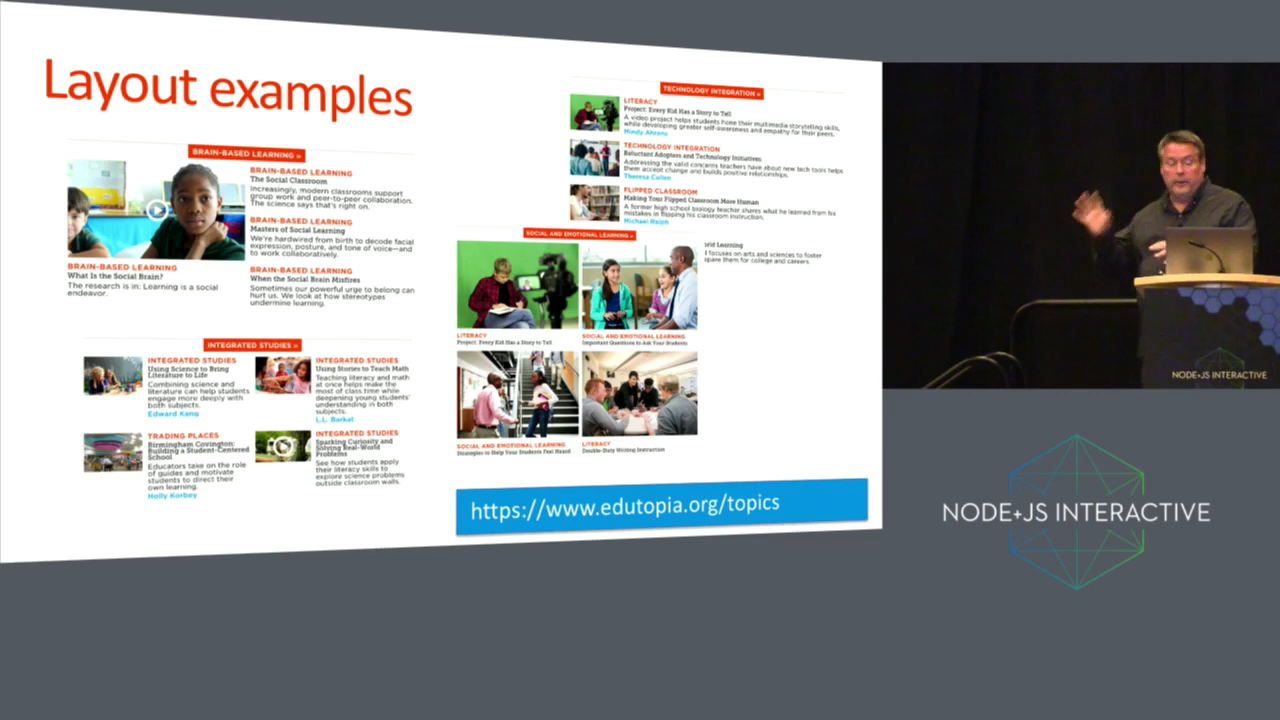 Layout examples
BRAIN-BASED LEARNING »
BRAIN-BASED LEARNING
What Is the Social Brain?
The research is in: Learning is a social
endeavor.
BRAIN-BASED LEARNING
The Social Classroom
Increasingly, modern classrooms support
group work and peer-to-peer collaboration.
The science says that's right on.
BRAIN-BASED LEARNING
Masters of Social Learning
We're hardwired from birth to decode facial
expression, posture, and tone of voice—and
to work collaboratively.
BRAIN-BASED LEARNING
When the Social Brain Misfires
Sometimes our powerful urge to belong can
hurt us. We look at how stereotypes
undermine learning.
INTEGRATED STUDIES »
INTEGRATED STUDIES
Using Science to Bring
Literature to Life
Combining science and
literature can help students
engage more deeply with
both subjects.
Edward Kang
INTEGRATED STUDIES
Using Stories to Teach Math
Teaching literacy and math
at once helps make the
most of class time while
deepening young students'
understanding in both
subjects.
L.L. Barkat
TRADING PLACES
Birmingham Covington:
Building a Student-Centered
School
Educators take on the role
of guides and motivate
students to direct their
own learning.
Holly Korbey
INTEGRATED STUDIES
Sparking Curiosity and
Solving Real-World
Problems
See how students apply
their literacy skills to
explore science problems
outside classroom walls.
TECHNOLOGY INTEGRATION »
LITERACY
Project: Every Kid Has a Story to Tell
A video project helps students hone their multimedia storytelling skills,
while developing greater self-awareness and empathy for their peers.
Mindy Ahrens
TECHNOLOGY INTEGRATION
Reluctant Adopters and Technology Initiatives
Addressing the valid concerns teachers have about new tech tools helps
them accept change and builds positive relationships.
Theresa Cullen
FLIPPED CLASSROOM
Making Your Flipped Classroom More Human
A former high school biology teacher shares what he learned from his
mistakes in flipping his classroom instruction.
Michael Ralph
SOCIAL AND EMOTIONAL LEARNING »
orld Learning
l focuses on arts and sciences to foster
spare them for college and careers
LITERACY
Project: Every Kid Has a Story to Tell
SOCIAL AND EMOTIONAL LEARNING
Important Questions to Ask Your Students
SOCIAL AND EMOTIONAL LEARNING
Strategies to Help Your Students Feel Heard
LITERACY
Double-Duty Writing Instruction
https://www.edutopia.org/topics
NODE+JS INTERACTIVE
NODE+JS INTERACTIVE